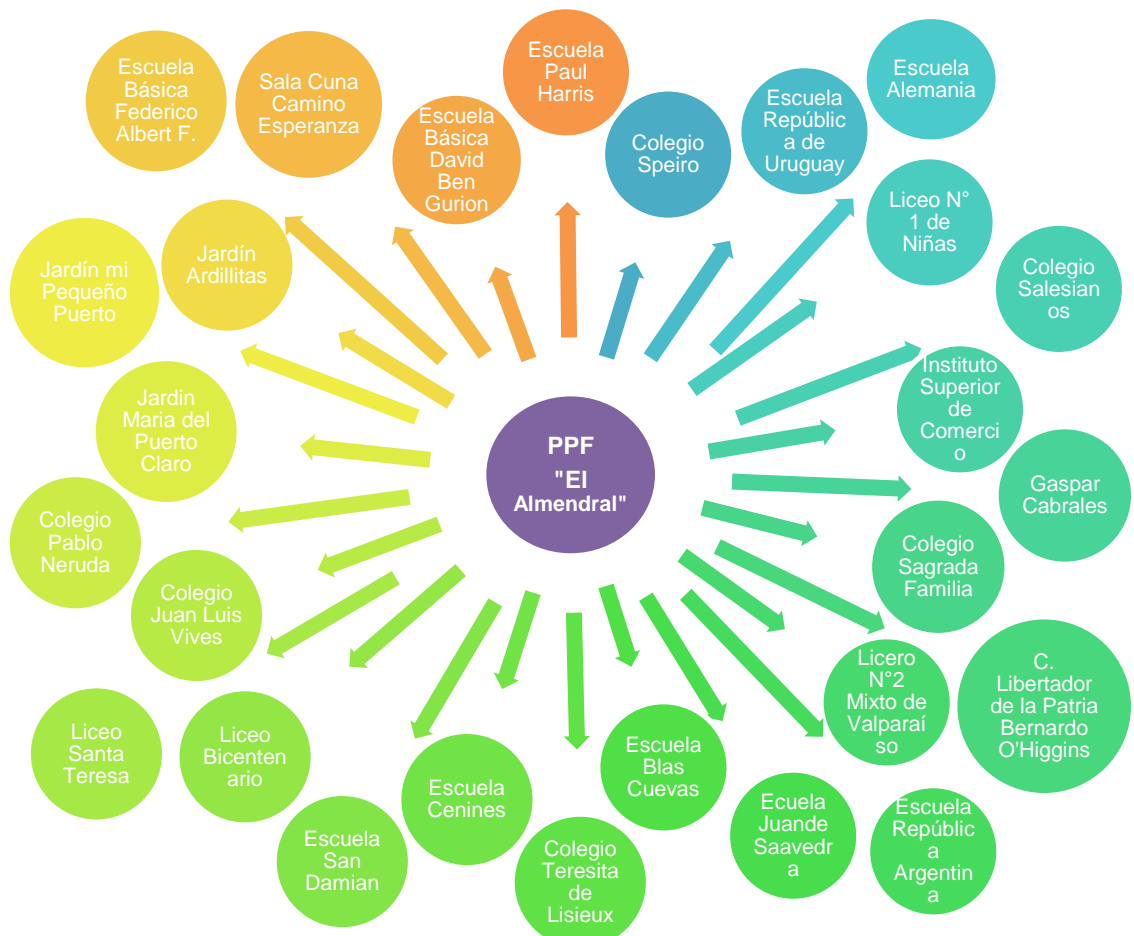 Escuela
Paul
Harris
Colegio
Speiro
Escuela
Repúblic
a de
Uruguay
Escuela
Alemania
Liceo N°
1 de
Niñas
Colegio
Salesian
os
Instituto
Superior
de
Comerci
o
Gaspar
Cabrales
Colegio
Sagrada
Familia
C.
Libertador
de la Patria
Bernardo
O'Higgins
Licero
N°2
Mixto de
Valparaí
so
Escuela
Repúblic
a
Argentin
a
Ecuela
Juande
Saavedr
a
Escuela
Blas
Cuevas
Colegio
Teresita
de
Lisieux
Escuela
Cenines
Escuela
San
Damian
Liceo
Bicenten
ario
Liceo
Santa
Teresa
Colegio
Juan Luis
Vives
Colegio
Pablo
Neruda
Jardin
Maria del
Puerto
Claro
Jardín mi
Pequeño
Puerto
Jardín
Ardillitas
Escuela
Básica
Federico
Albert F.
Sala Cuna
Camino
Esperanza
Escuela
Básica
David
Ben
Gurion
PPF
"El
Almendral"